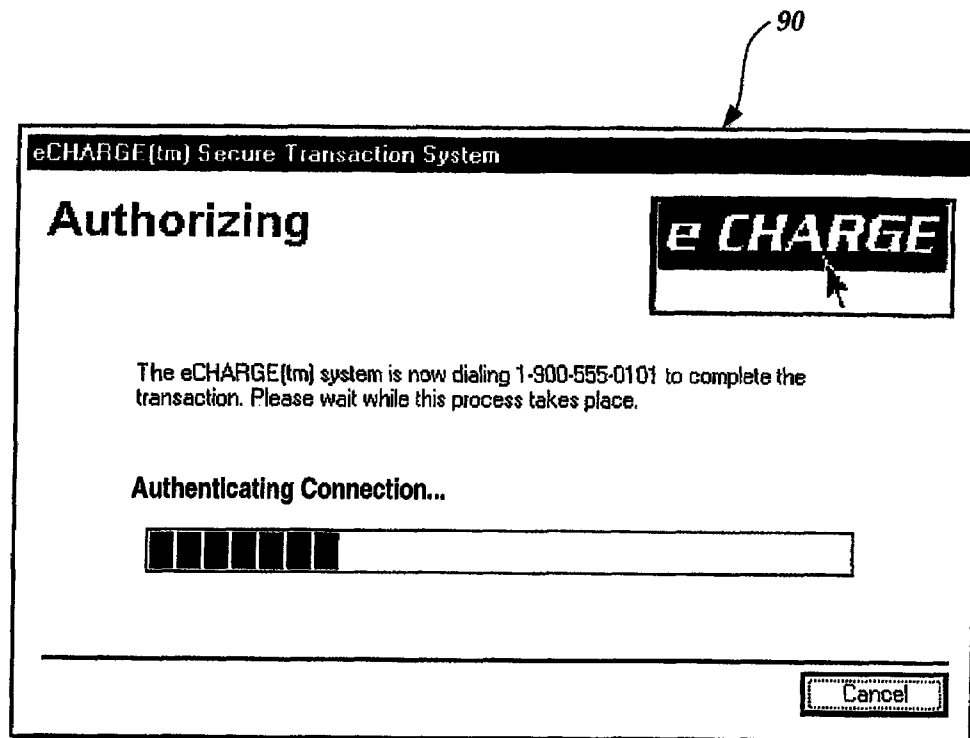 90
eCHARGE(tm) Secure Transaction System
Authorizing
e CHARGE
The eCHARGE(tm) system is now dialing 1-900-555-0101 to complete the
transaction. Please wait while this process takes place.
Authenticating Connection...
Cancel